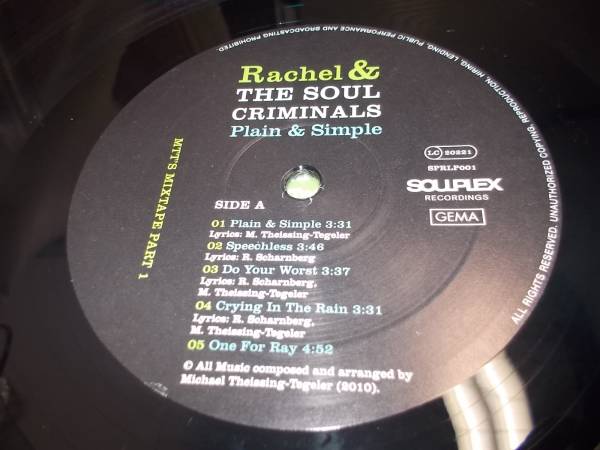 Rachel &
THE SOUL
CRIMINALS
Plain & Simple
MTT'S MIXTAPE PART 1
LC 20221
SPRLP001
SOULPLEX
RECORDINGS
GEMA
SIDE A
01 Plain & Simple 3:31
Lyrics: M. Theissing-Tegeler
02 Speechless 3:46
Lyrics: R. Scharnberg
03 Do Your Worst 3:37
Lyrics: R. Scharnberg,
M. Theissing-Tegeler
04 Crying In The Rain 3:31
Lyrics: R. Scharnberg,
M. Theissing-Tegeler
05 One For Ray 4:52
© All Music composed and arranged by
Michael Theissing-Tegeler (2010).
ALL RIGHTS RESERVED. UNAUTHORIZED COPYING, REPRODUCTION, HIRING, LENDING, PUBLIC PERFORMANCE AND BROADCASTING PROHIBITED.